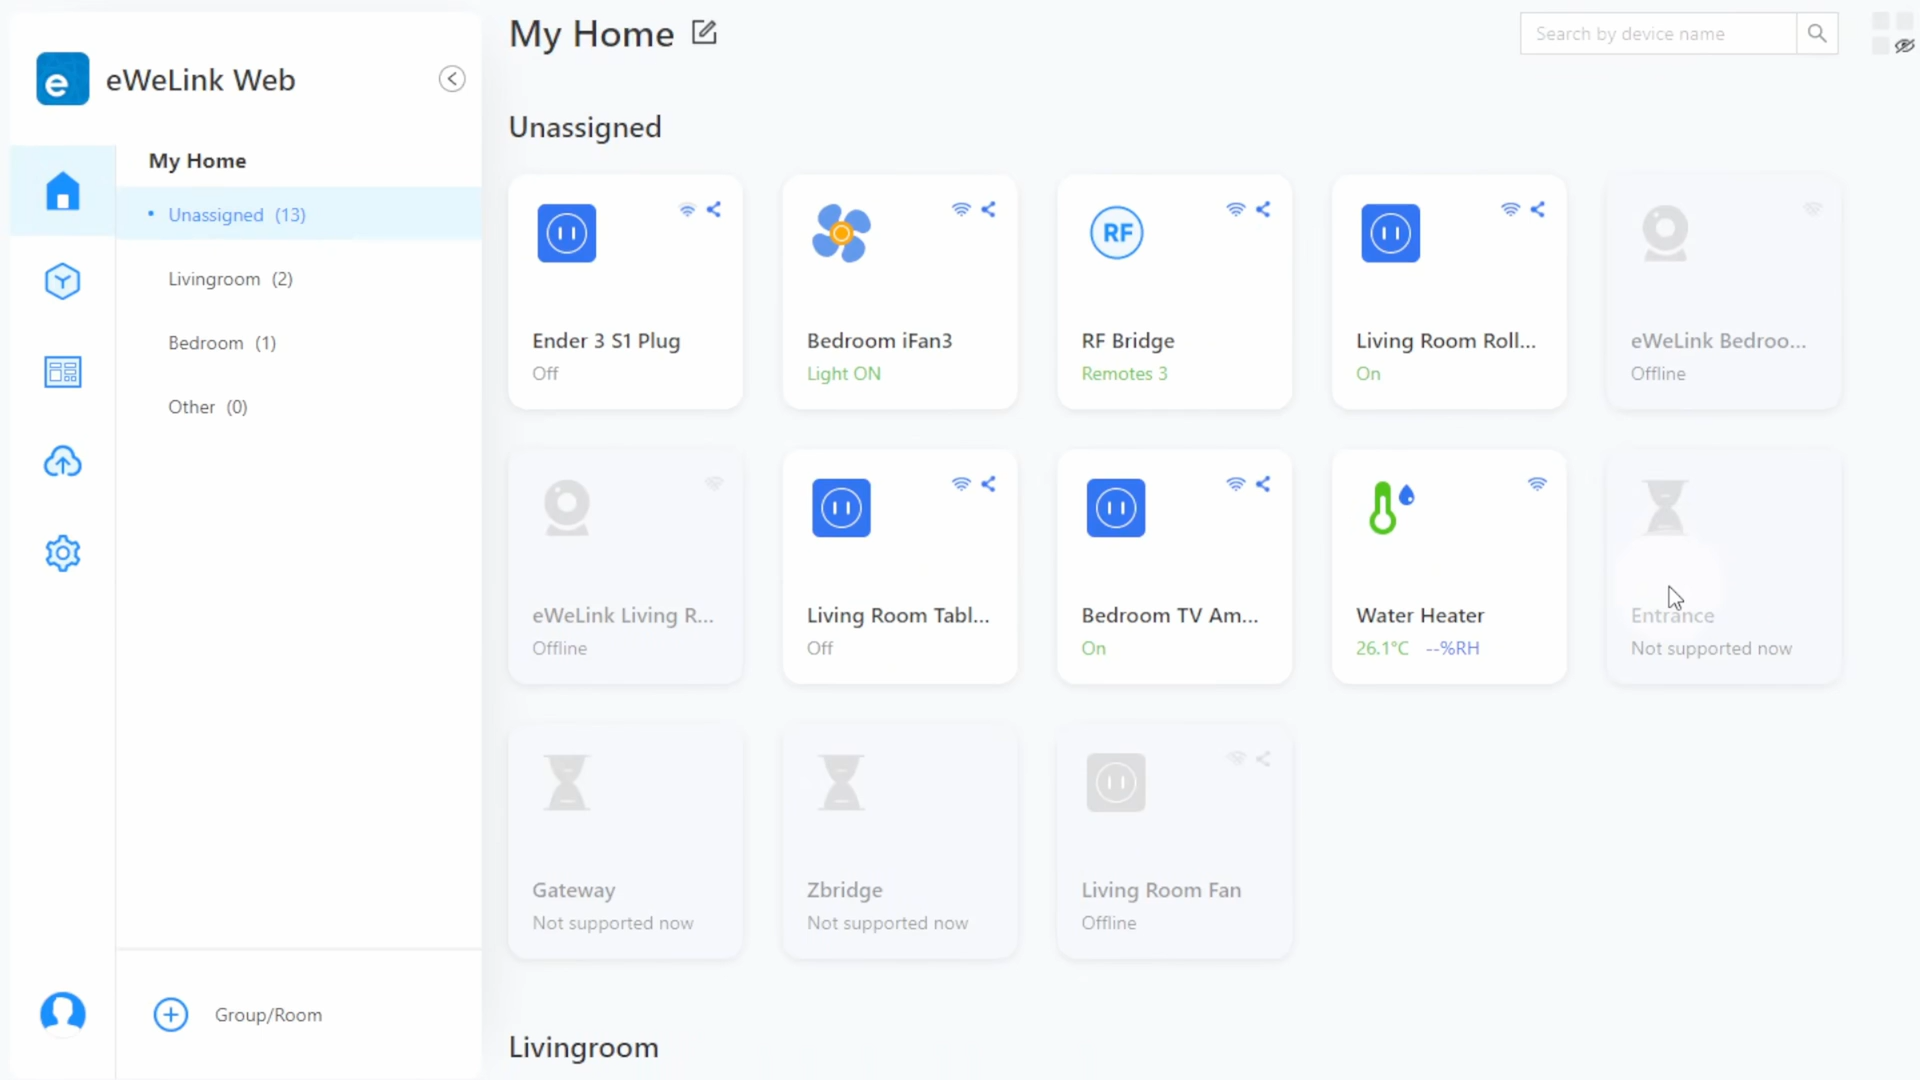 My Home
Search by device name
e
eWeLink Web
My Home
Unassigned (13)
Livingroom (2)
Bedroom (1)
Other (0)
Group/Room
Unassigned
Ender 3 S1 Plug
Off
Bedroom iFan3
Light ON
RF
RF Bridge
Remotes 3
Living Room Roll...
On
eWeLink Bedroo...
Offline
eWeLink Living R...
Offline
Living Room Tabl...
Off
Bedroom TV Am...
On
Water Heater
26.1°C --%RH
Entrance
Not supported now
Gateway
Not supported now
Zbridge
Not supported now
Living Room Fan
Offline
Livingroom